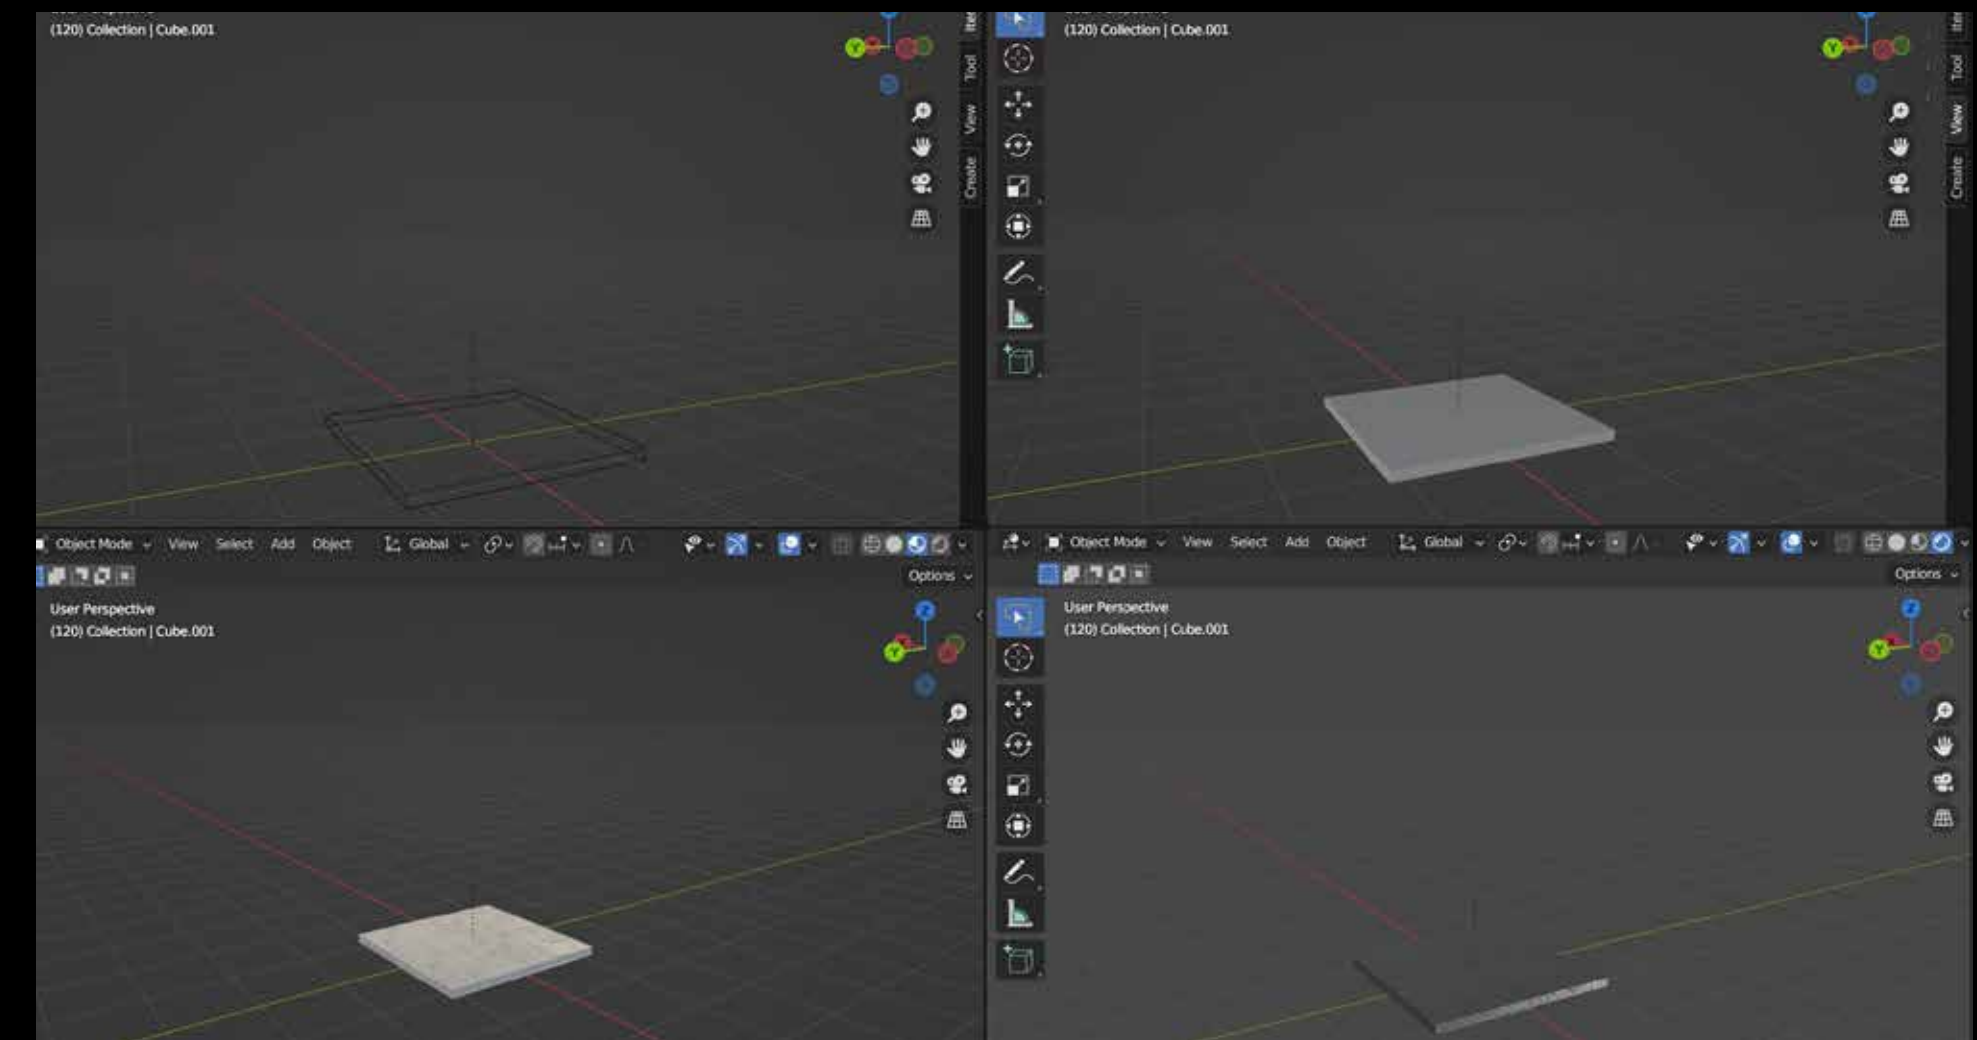 (120) Collection | Cube.001
Tool
View
Create
(120) Collection | Cube.001
Tool
View
Create
Object Mode View Select Add Object Global
Options
User Perspective
(120) Collection | Cube.001
Z
Y
Object Mode View Select Add Object Global
Options
User Perspective
(120) Collection | Cube.001
Z
Y